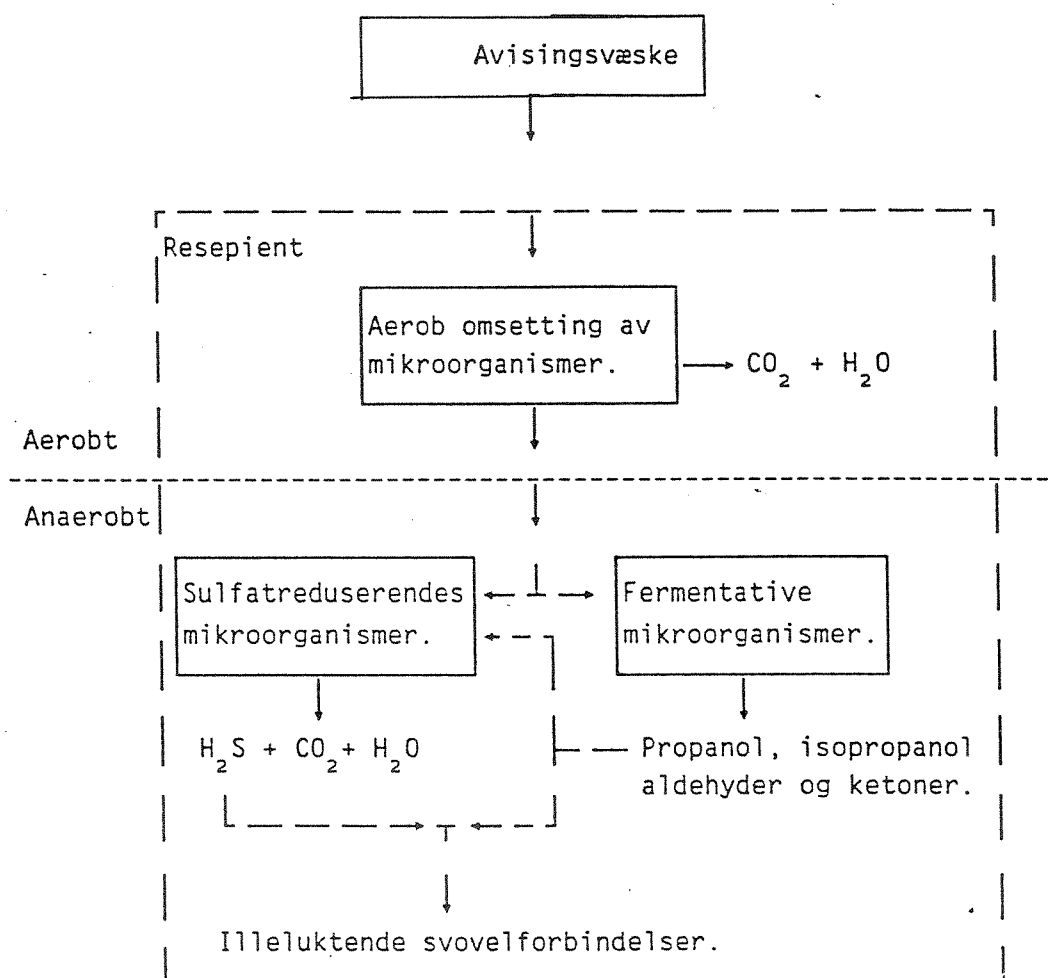 Avisingsvæske
Resepient
Aerob omsetting av
mikroorganismer.
CO₂ + H₂O
Aerobt
Anaerobt
Sulfatreduserendes
mikroorganismer.
Fermentative
mikroorganismer.
H₂S + CO₂+ H₂O
Propanol, isopropanol
aldehyder og ketoner.
Illeluktende svovelforbindelser.